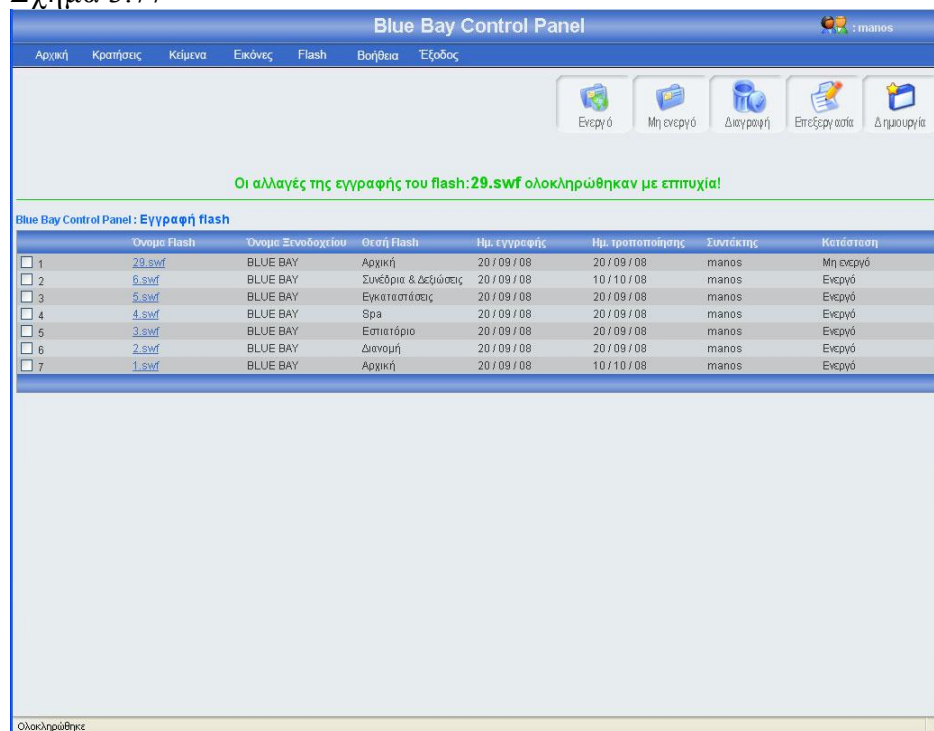 Σχήμα 5.77
Blue Bay Control Panel
: manos
Αρχική Κρατήσεις Κείμενα Εικόνες Flash Βοήθεια Έξοδος
Ενεργό Μη ενεργό Διαγραφή Επεξεργασία Δημιουργία
Οι αλλαγές της εγγραφής του flash:29.swf ολοκληρώθηκαν με επιτυχία!
Blue Bay Control Panel : Εγγραφή flash
Όνομα Flash Όνομα Ξενοδοχείου Θεσή Flash Ημ. εγγραφής Ημ. τροποποίησης Συντάκτης Κατάσταση
1 29.swf BLUE BAY Αρχική 20 / 09 / 08 20 / 09 / 08 manos Μη ενεργό
2 6.swf BLUE BAY Συνέδρια & Δεξιώσεις 20 / 09 / 08 10 / 10 / 08 manos Ενεργό
3 5.swf BLUE BAY Εγκαταστάσεις 20 / 09 / 08 20 / 09 / 08 manos Ενεργό
4 4.swf BLUE BAY Spa 20 / 09 / 08 20 / 09 / 08 manos Ενεργό
5 3.swf BLUE BAY Εστιατόριο 20 / 09 / 08 20 / 09 / 08 manos Ενεργό
6 2.swf BLUE BAY Διανομή 20 / 09 / 08 20 / 09 / 08 manos Ενεργό
7 1.swf BLUE BAY Αρχική 20 / 09 / 08 10 / 10 / 08 manos Ενεργό
Ολοκληρώθηκε